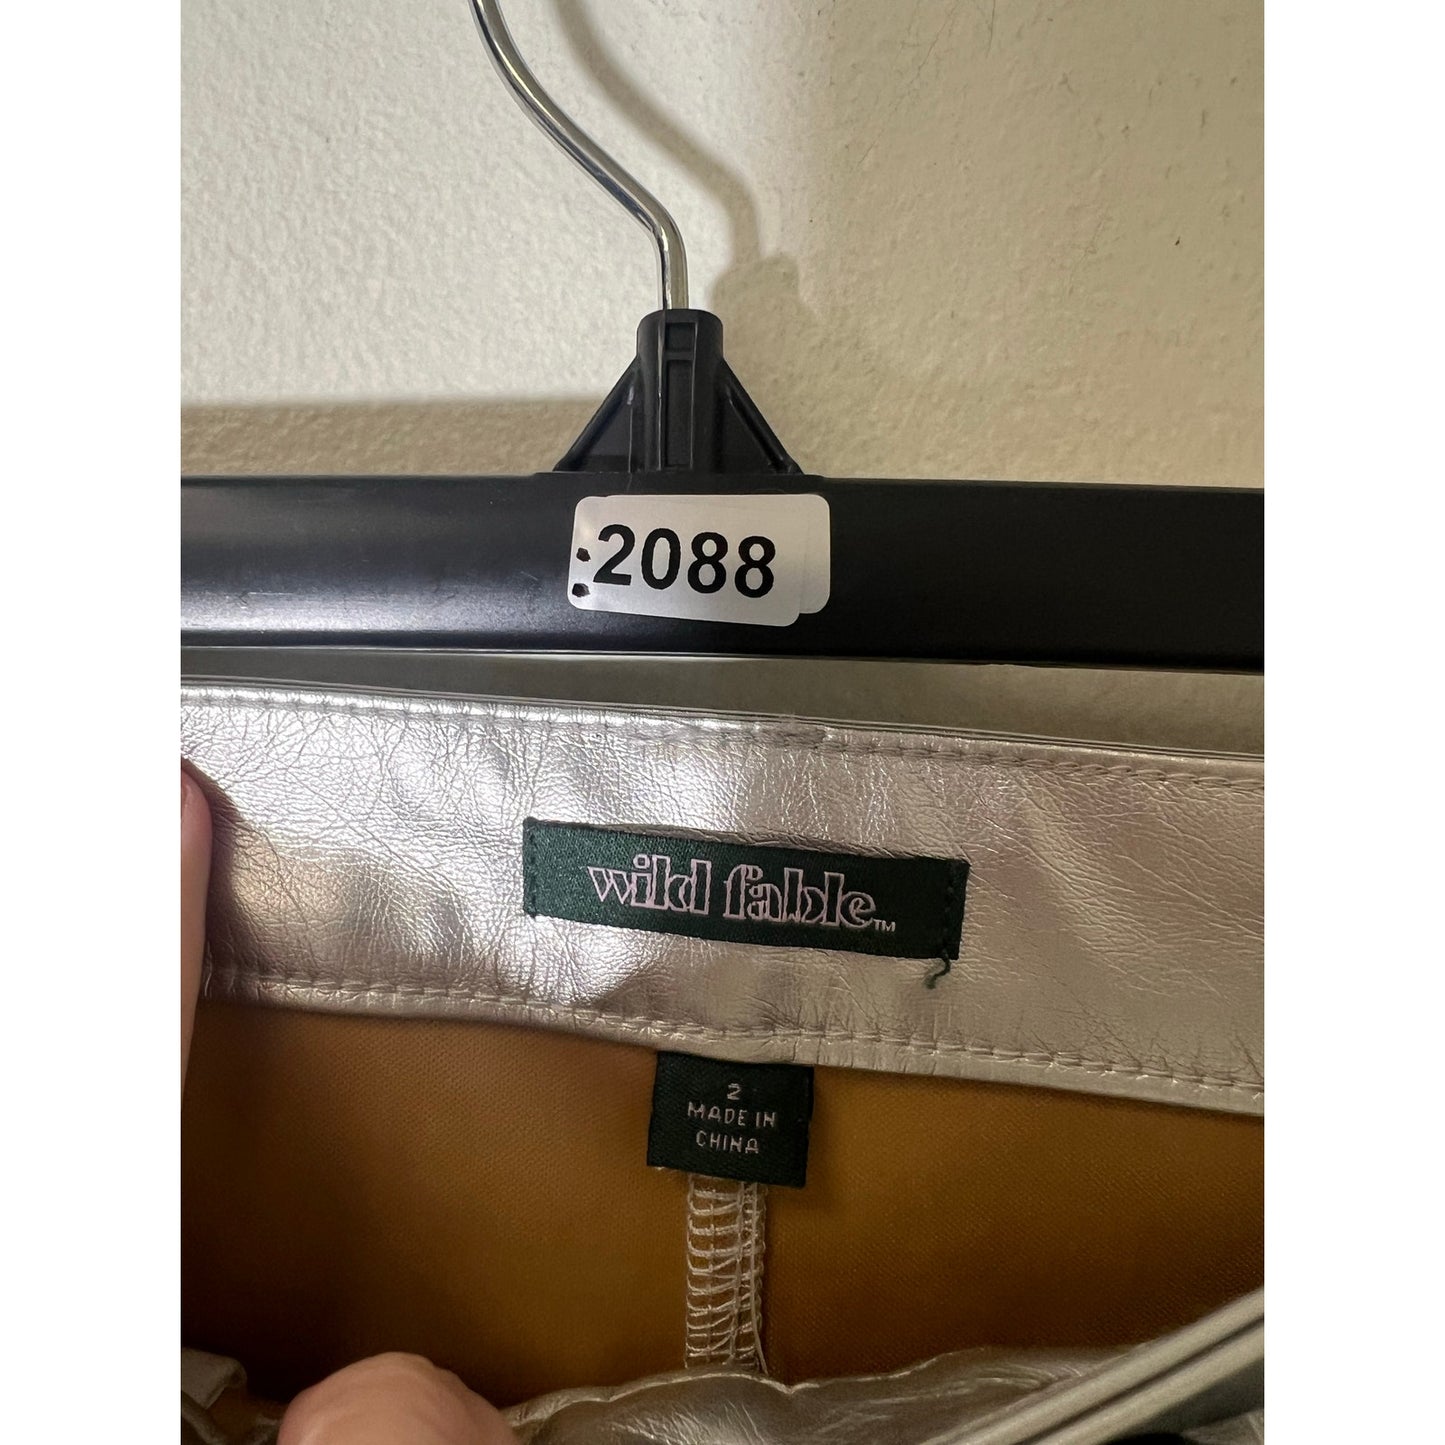 2088
wild fable™
2
MADE IN
CHINA